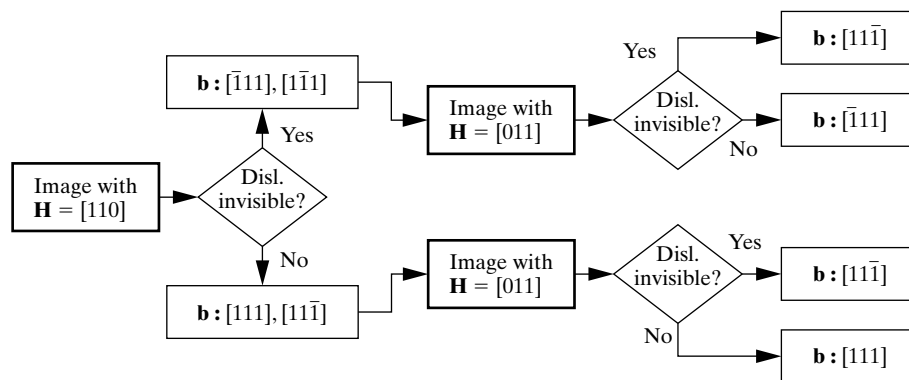 Image with
H = [110]
Disl.
invisible?
Yes
b : [1̄11], [11̄1]
Image with
H = [011]
Disl.
invisible?
Yes
b : [111̄]
No
b : [1̄11]
No
b : [111], [111̄]
Image with
H = [011]
Disl.
invisible?
Yes
b : [111̄]
No
b : [111]